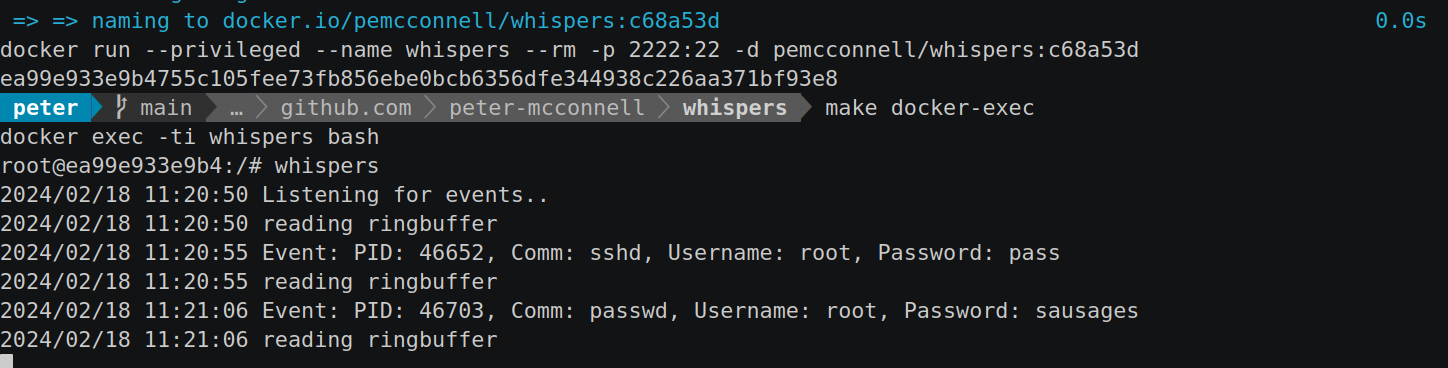 => => naming to docker.io/pemcconnell/whispers:c68a53d 0.0s
docker run --privileged --name whispers --rm -p 2222:22 -d pemcconnell/whispers:c68a53d
ea99e933e9b4755c105fee73fb856ebe0bcb6356dfe344938c226aa371bf93e8
peter main … github.com peter-mcconnell whispers make docker-exec
docker exec -ti whispers bash
root@ea99e933e9b4:/# whispers
2024/02/18 11:20:50 Listening for events..
2024/02/18 11:20:50 reading ringbuffer
2024/02/18 11:20:55 Event: PID: 46652, Comm: sshd, Username: root, Password: pass
2024/02/18 11:20:55 reading ringbuffer
2024/02/18 11:21:06 Event: PID: 46703, Comm: passwd, Username: root, Password: sausages
2024/02/18 11:21:06 reading ringbuffer